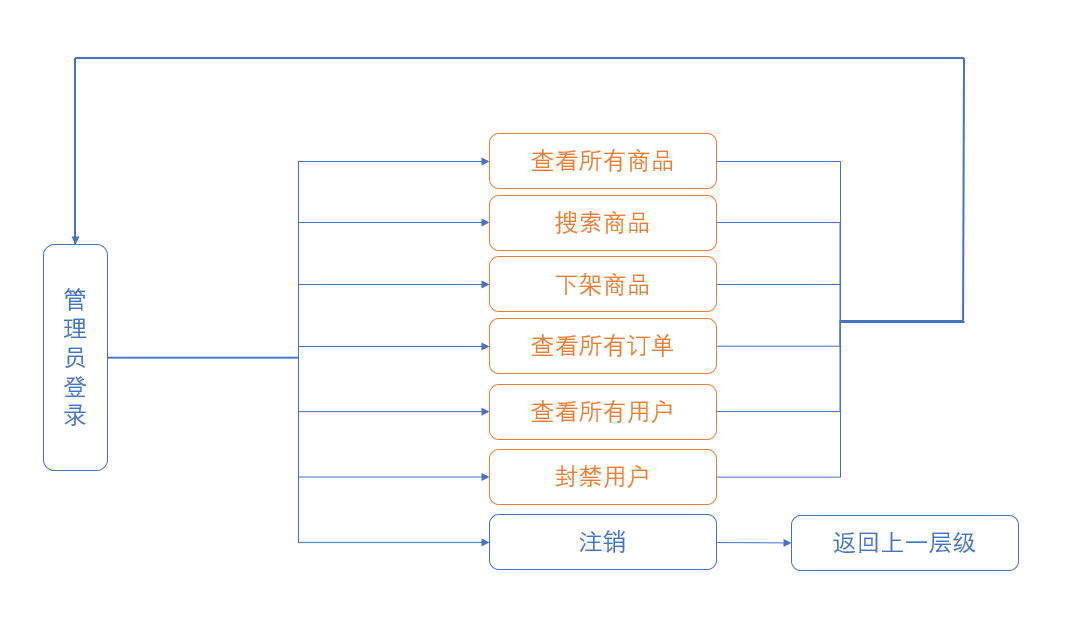 管理员登录
查看所有商品
搜索商品
下架商品
查看所有订单
查看所有用户
封禁用户
注销
返回上一层级